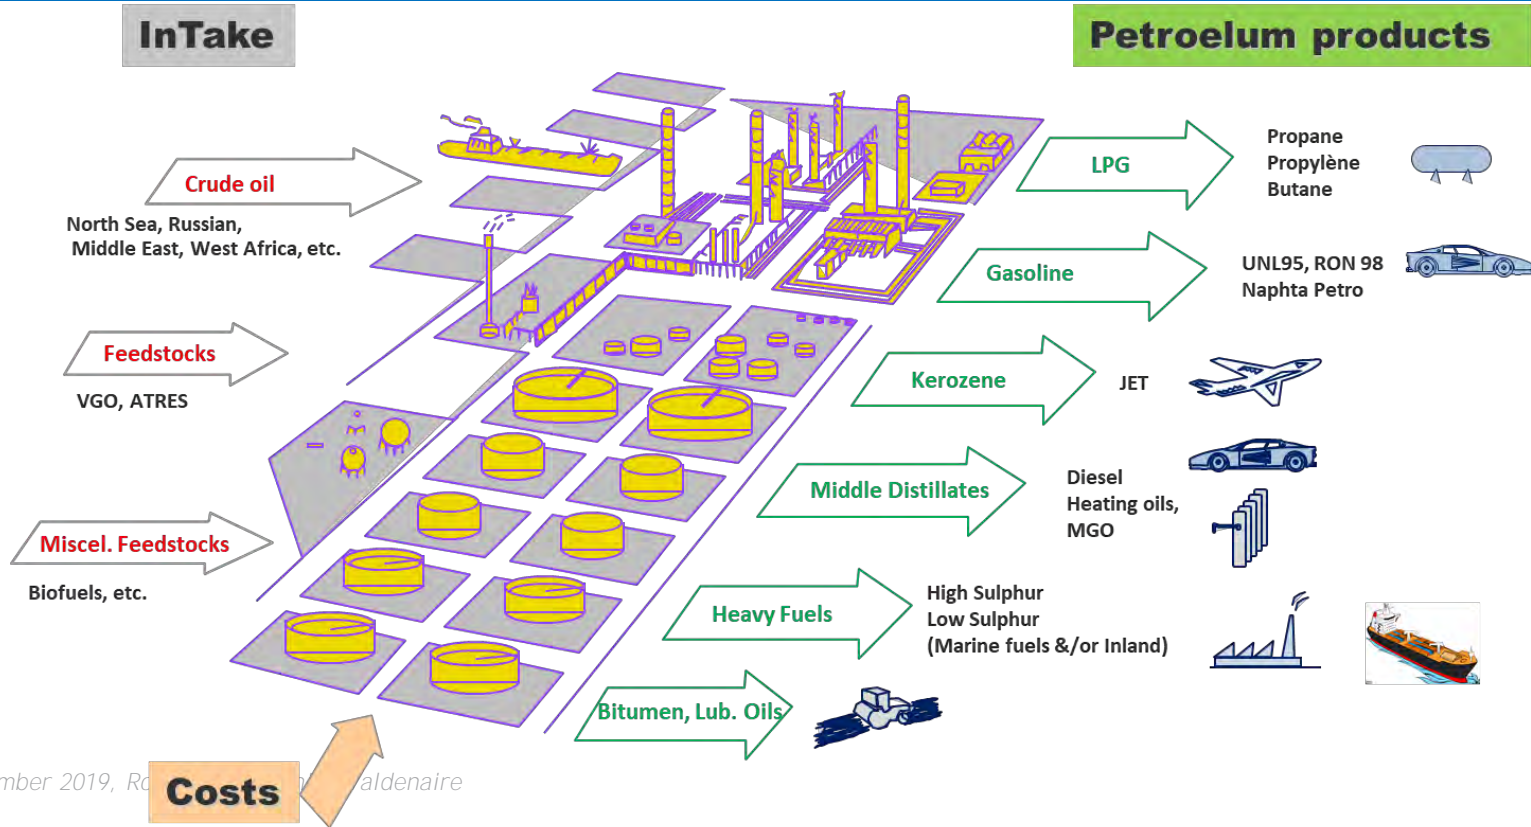 InTake
Petroelum products
Crude oil
North Sea, Russian,
Middle East, West Africa, etc.
Feedstocks
VGO, ATRES
Miscel. Feedstocks
Biofuels, etc.
LPG
Propane
Propylène
Butane
Gasoline
UNL95, RON 98
Naphta Petro
Kerozene
JET
Middle Distillates
Diesel
Heating oils,
MGO
Heavy Fuels
High Sulphur
Low Sulphur
(Marine fuels &/or Inland)
Bitumen, Lub. Oils
2019,
Costs